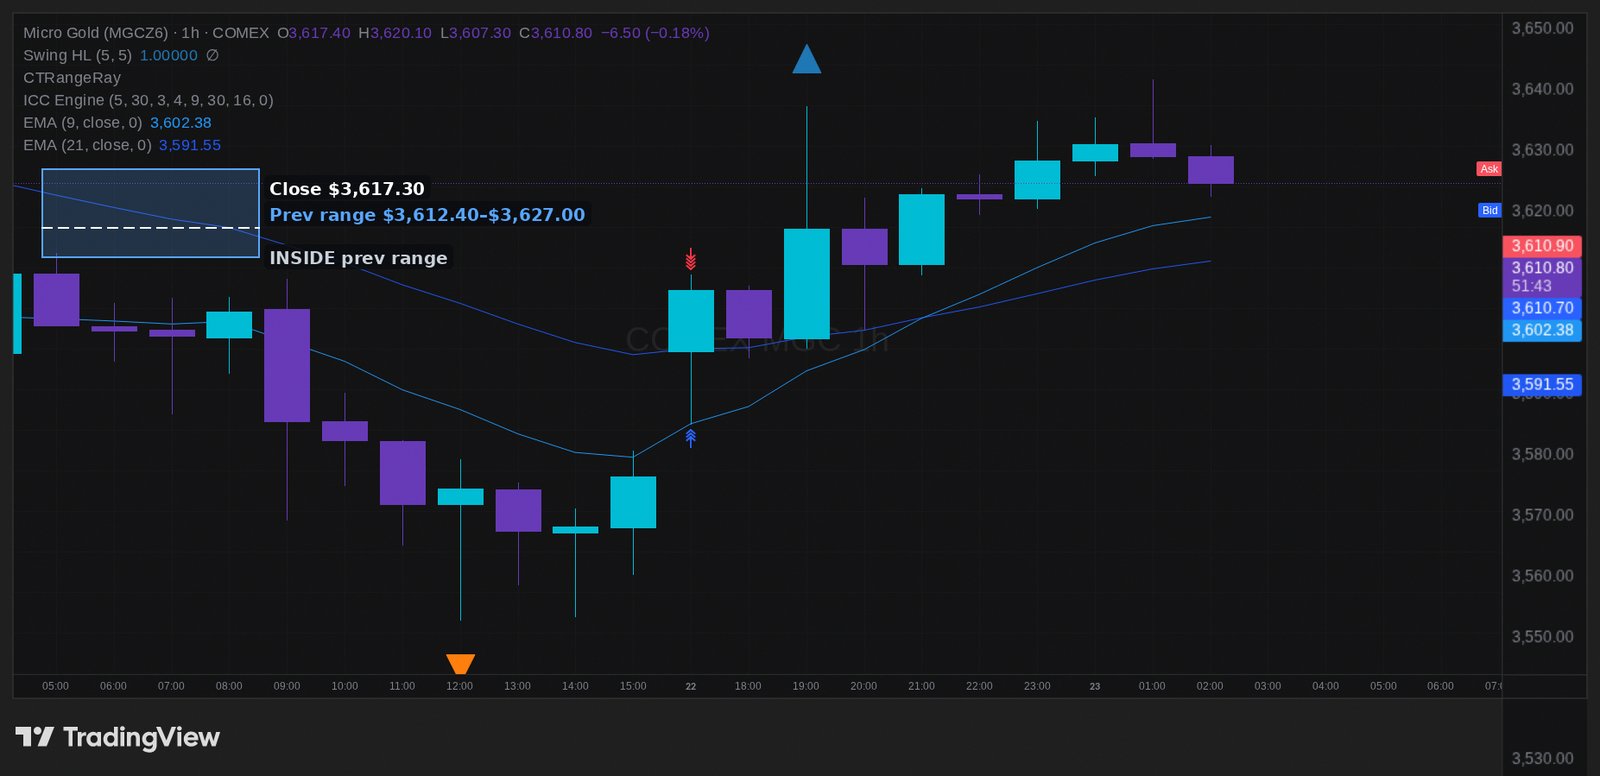 Micro Gold (MGCZ6) · 1h · COMEX O3,617.40 H3,620.10 L3,607.30 C3,610.80 −6.50 (−0.18%)
Swing HL (5, 5) 1.00000 ∅
CTRangeRay
ICC Engine (5, 30, 3, 4, 9, 30, 16, 0)
EMA (9, close, 0) 3,602.38
EMA (21, close, 0) 3,591.55
Close $3,617.30
Prev range $3,612.40–$3,627.00
INSIDE prev range
COMEX MGC 1h
3,650.00
3,640.00
3,630.00
Ask
3,620.00
Bid
3,610.90
3,610.80
51:43
3,610.70
3,602.38
3,591.55
3,580.00
3,570.00
3,560.00
3,550.00
3,530.00
05:00 06:00 07:00 08:00 09:00 10:00 11:00 12:00 13:00 14:00 15:00 22 18:00 19:00 20:00 21:00 22:00 23:00 23 01:00 02:00 03:00 04:00 05:00 06:00 07:0
TradingView